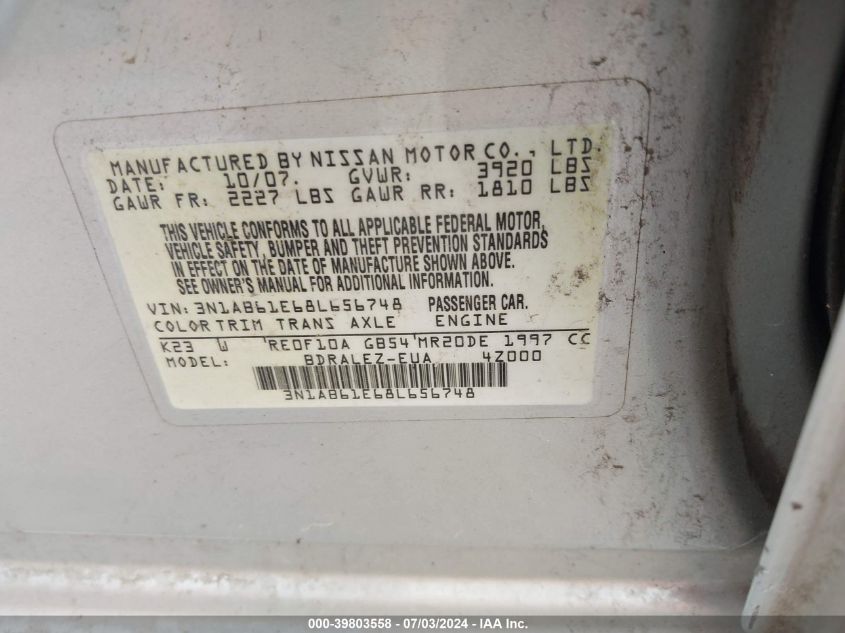 MANUFACTURED BY NISSAN MOTOR CO., LTD.
DATE: 10/07. GVWR: 3920 LBS
GAWR FR: 2227 LBS GAWR RR: 1810 LBS
THIS VEHICLE CONFORMS TO ALL APPLICABLE FEDERAL MOTOR
VEHICLE SAFETY, BUMPER AND THEFT PREVENTION STANDARDS
IN EFFECT ON THE DATE OF MANUFACTURE SHOWN ABOVE.
SEE OWNER'S MANUAL FOR ADDITIONAL INFORMATION.
VIN: 3N1AB61E68L656748 PASSENGER CAR.
COLOR TRIM TRANS AXLE ENGINE
K23 W RE0F10A GB54 MR20DE 1997 CC
MODEL: BDRALEZ-EUA 4Z000
3N1AB61E68L656748
000-39803558 - 07/03/2024 - IAA Inc.